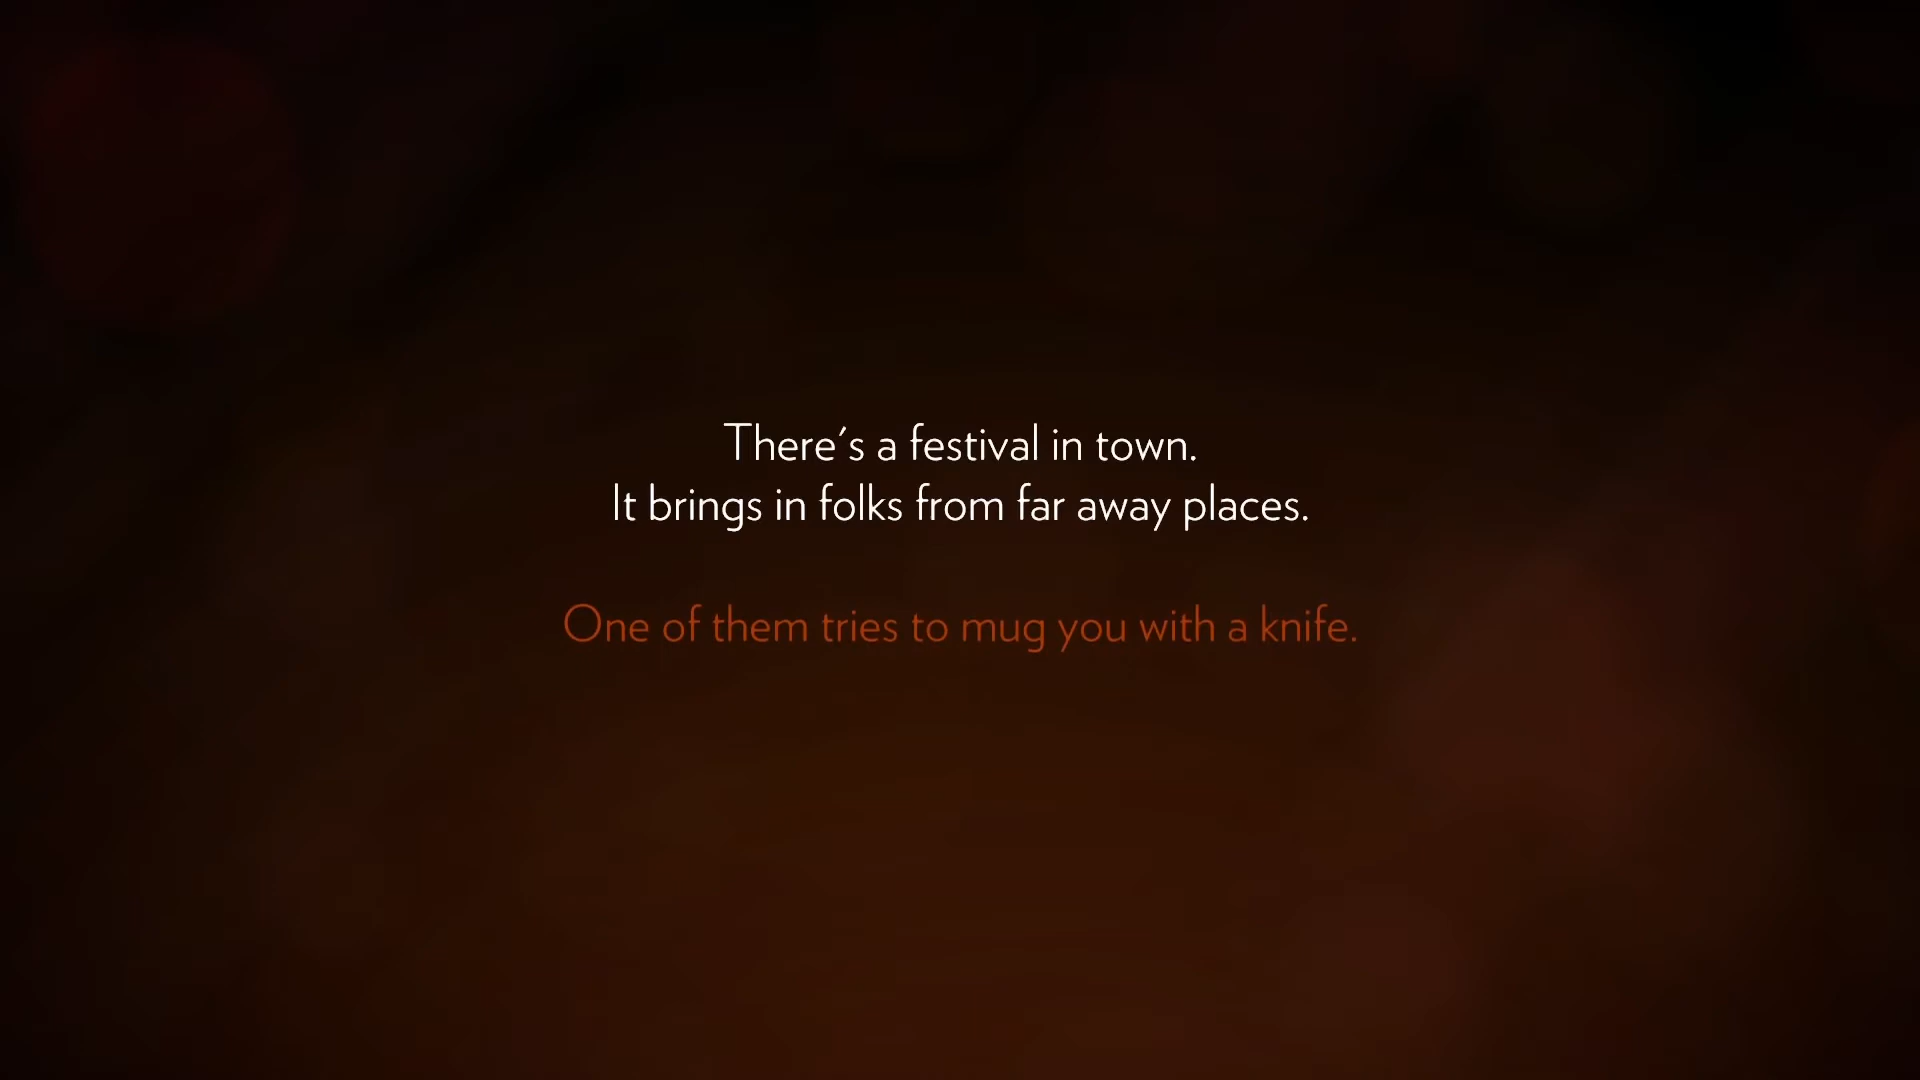 There's a festival in town.
It brings in folks from far away places.
One of them tries to mug you with a knife.